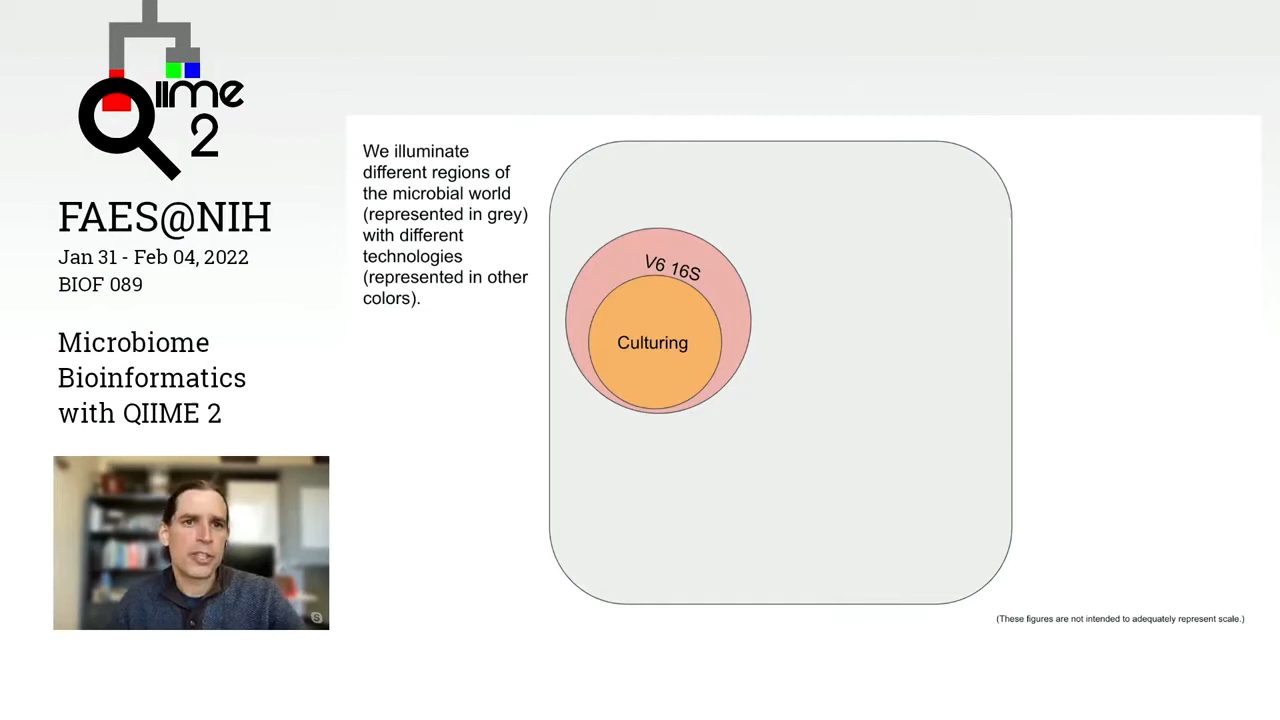 QIIME
2
FAES@NIH
Jan 31 - Feb 04, 2022
BIOF 089
Microbiome
Bioinformatics
with QIIME 2
We illuminate
different regions of
the microbial world
(represented in grey)
with different
technologies
(represented in other
colors).
V6 16S
Culturing
(These figures are not intended to adequately represent scale.)